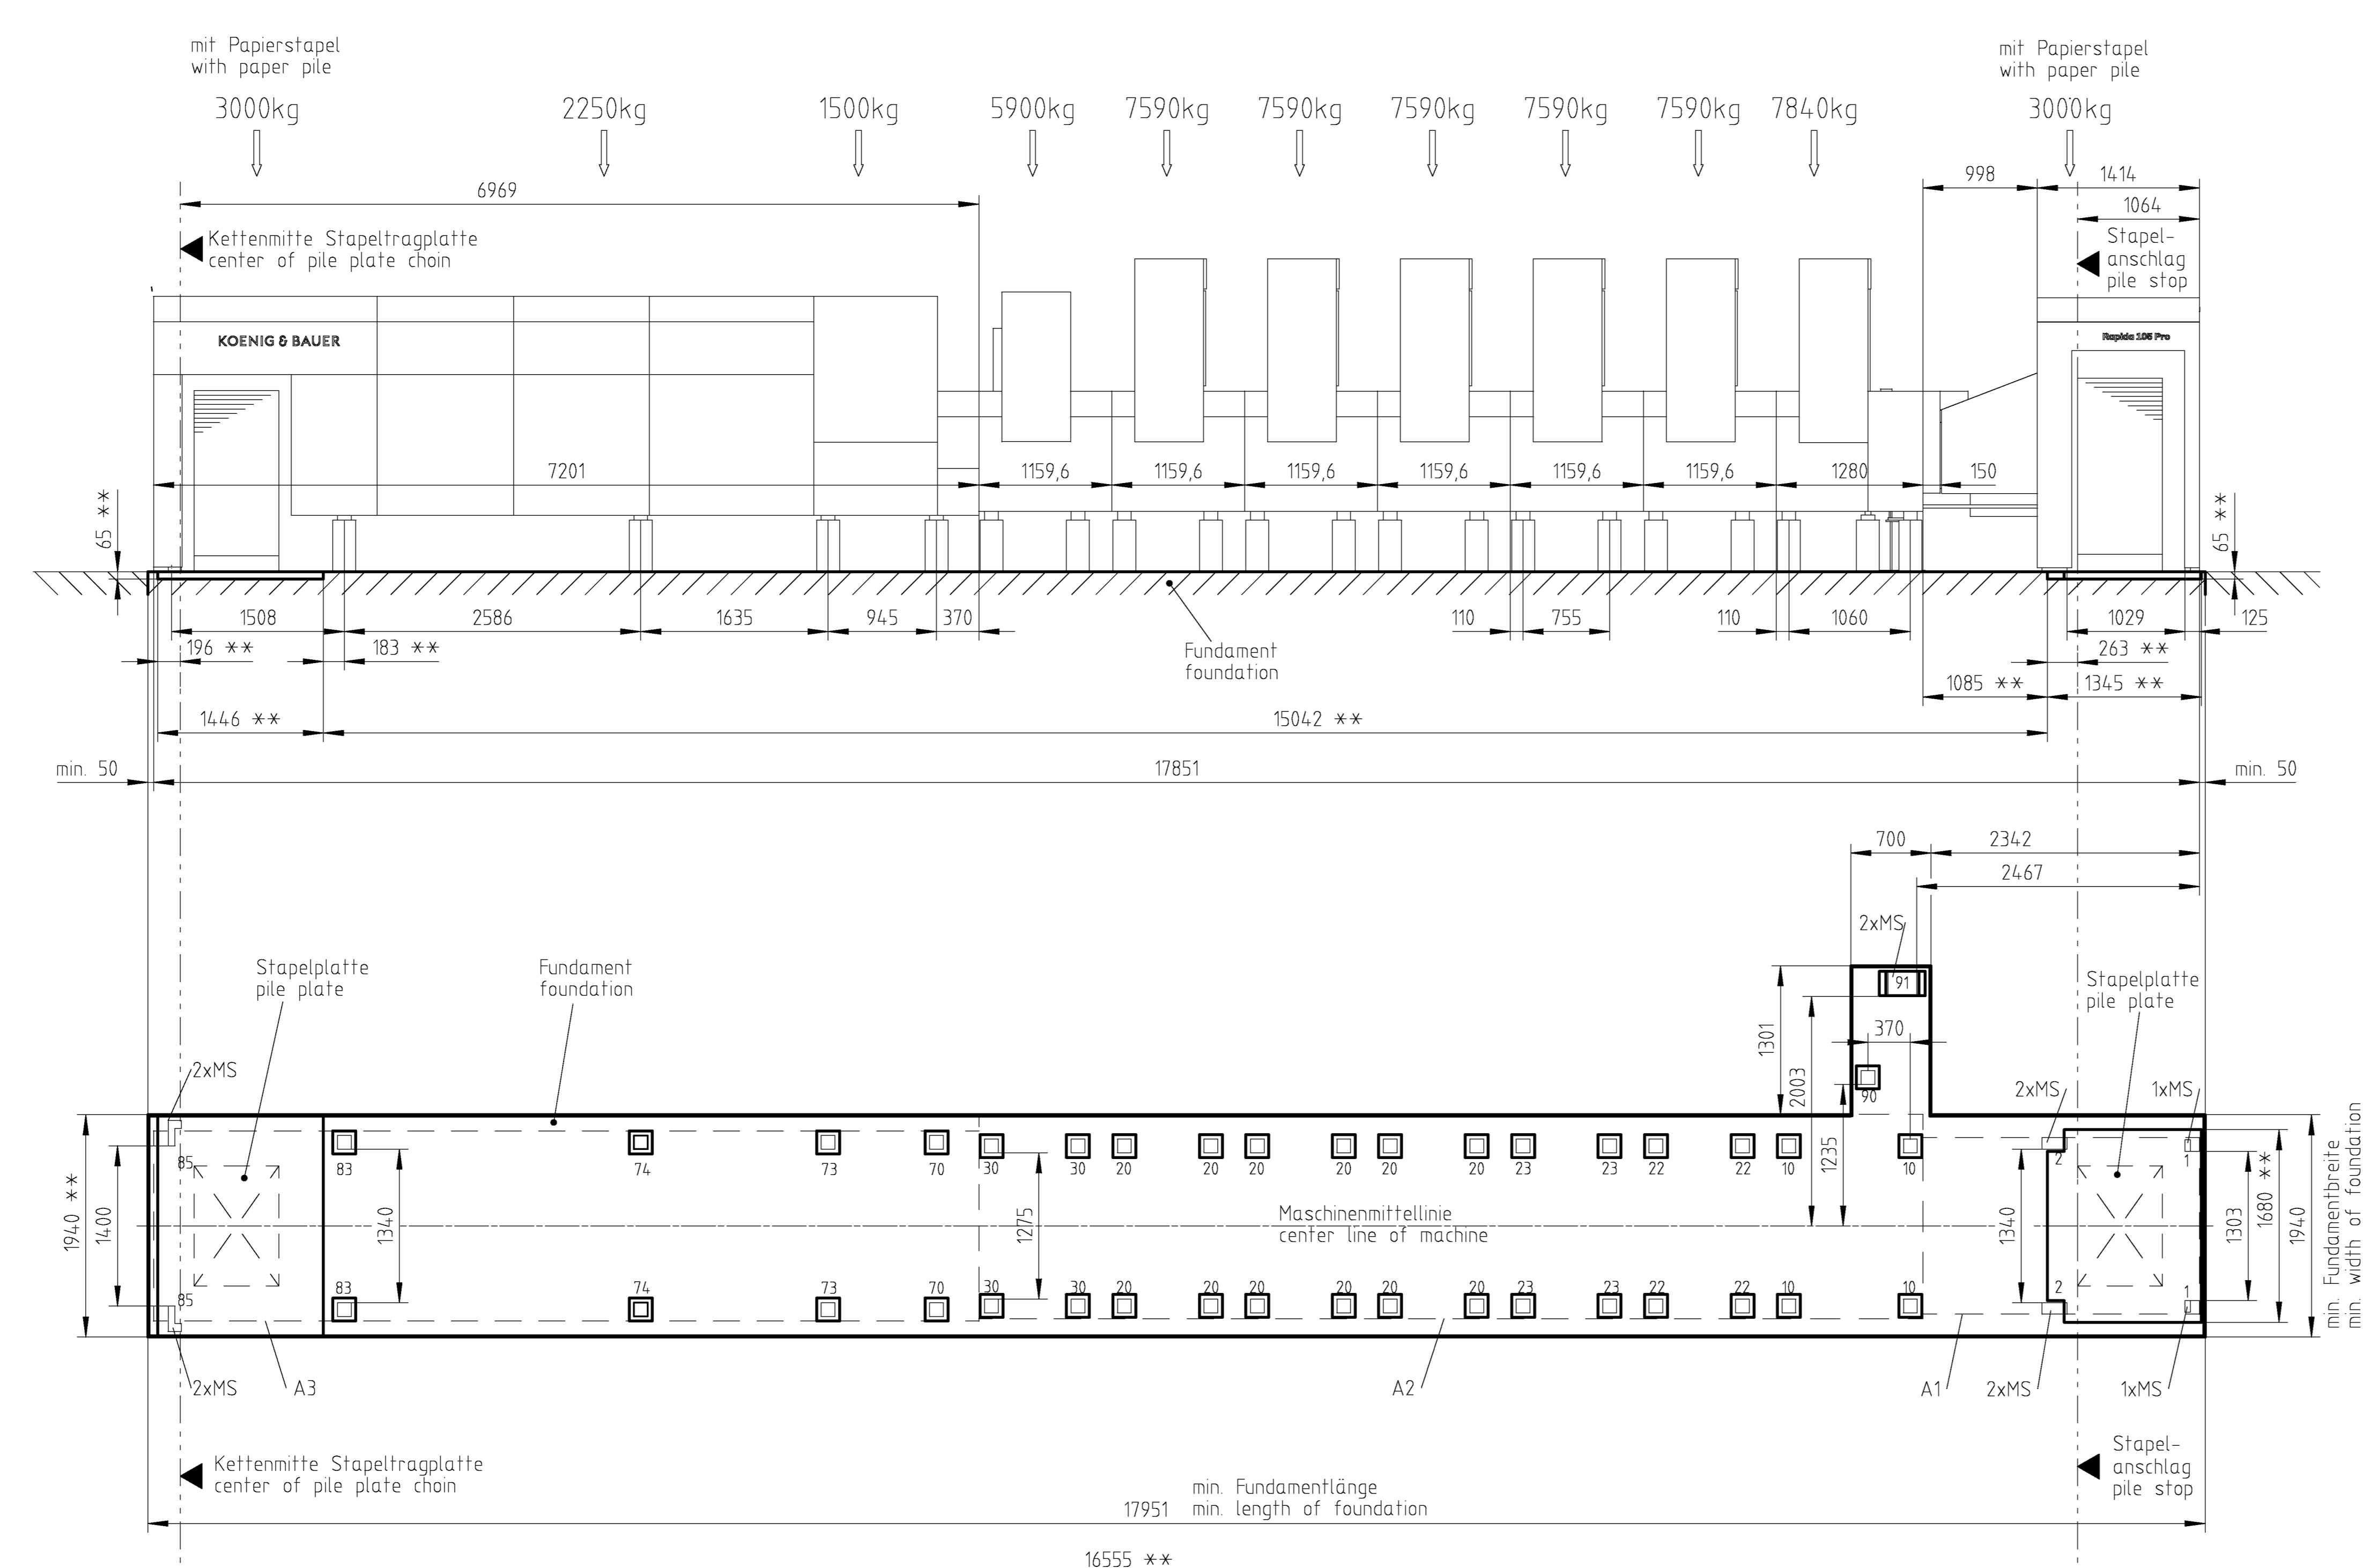 mit Papierstapel
with paper pile
mit Papierstapel
with paper pile
3000kg
2250kg
1500kg
5900kg
7590kg
7590kg
7590kg
7590kg
7590kg
7840kg
3000kg
6969
998
1414
1064
Kettenmitte Stapeltragplatte
center of pile plate choin
Stapel-
anschlag
pile stop
KOENIG & BAUER
Rapida 106 Pro
7201
1159,6
1159,6
1159,6
1159,6
1159,6
1159,6
1280
150
65 **
65 **
1508
2586
1635
945
370
110
755
110
1060
1029
125
196 **
183 **
Fundament
foundation
263 **
1085 **
1345 **
1446 **
15042 **
min. 50
17851
min. 50
700
2342
2467
2xMS
Stapelplatte
pile plate
Fundament
foundation
91
Stapelplatte
pile plate
1301
2003
370
2xMS
90
2xMS
1xMS
85
83
74
73
70
30
30
20
20
20
20
20
20
23
23
22
22
10
10
2
1
1940 **
1400
1340
1275
Maschinenmittellinie
center line of machine
1235
1340
1303
1680 **
1940
min. Fundamentbreite
min. width of foundation
85
83
74
73
70
30
30
20
20
20
20
20
20
23
23
22
22
10
10
2
1
2xMS
A3
A2
A1
2xMS
1xMS
Kettenmitte Stapeltragplatte
center of pile plate choin
Stapel-
anschlag
pile stop
min. Fundamentlänge
17951 min. length of foundation
16555 **